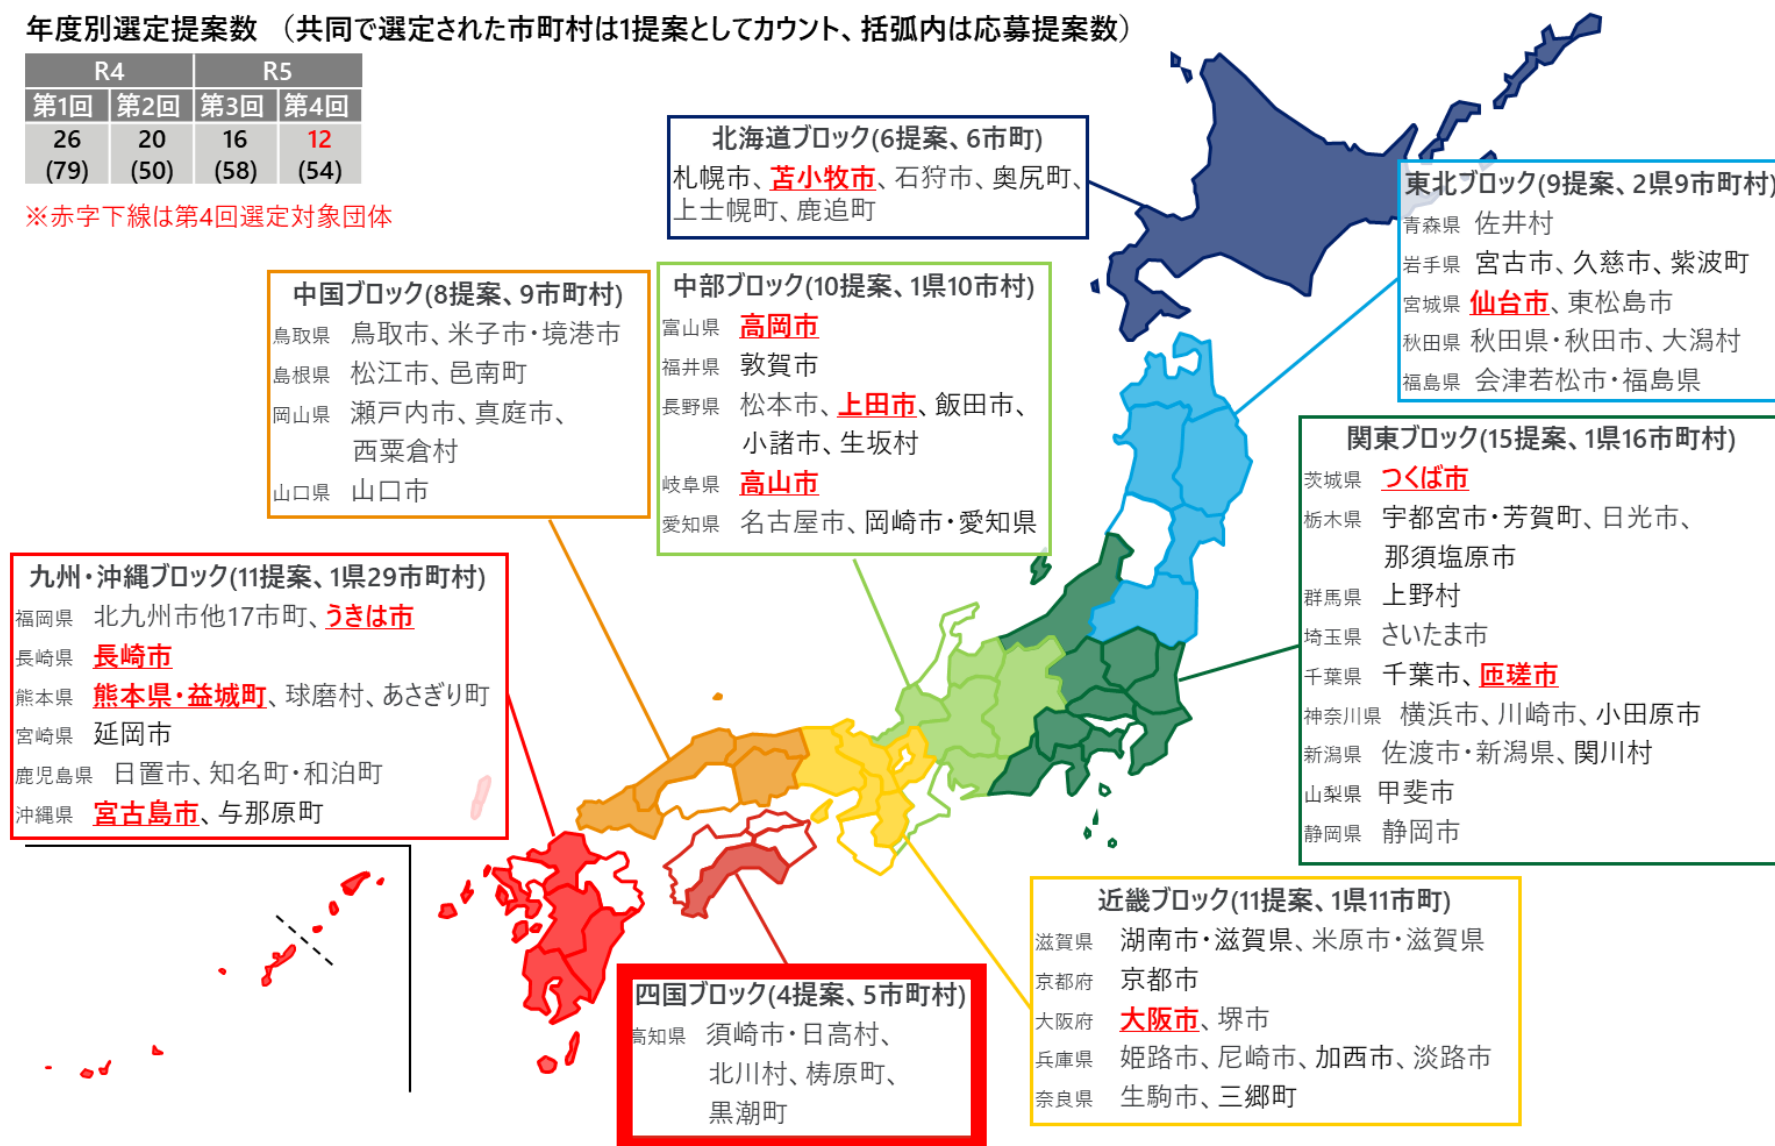 年度別選定提案数　（共同で選定された市町村は1提案としてカウント、括弧内は応募提案数）
R4 R5
第1回 第2回 第3回 第4回
26 20 16 12
(79) (50) (58) (54)
※赤字下線は第4回選定対象団体
北海道ブロック(6提案、6市町)
札幌市、苫小牧市、石狩市、奥尻町、
上士幌町、鹿追町
東北ブロック(9提案、2県9市町村)
青森県 佐井村
岩手県 宮古市、久慈市、紫波町
宮城県 仙台市、東松島市
秋田県 秋田県・秋田市、大潟村
福島県 会津若松市・福島県
中国ブロック(8提案、9市町村)
鳥取県 鳥取市、米子市・境港市
島根県 松江市、邑南町
岡山県 瀬戸内市、真庭市、
西粟倉村
山口県 山口市
中部ブロック(10提案、1県10市村)
富山県 高岡市
福井県 敦賀市
長野県 松本市、上田市、飯田市、
小諸市、生坂村
岐阜県 高山市
愛知県 名古屋市、岡崎市・愛知県
関東ブロック(15提案、1県16市町村)
茨城県 つくば市
栃木県 宇都宮市・芳賀町、日光市、
那須塩原市
群馬県 上野村
埼玉県 さいたま市
千葉県 千葉市、匝瑳市
神奈川県 横浜市、川崎市、小田原市
新潟県 佐渡市・新潟県、関川村
山梨県 甲斐市
静岡県 静岡市
九州・沖縄ブロック(11提案、1県29市町村)
福岡県 北九州市他17市町、うきは市
長崎県 長崎市
熊本県 熊本県・益城町、球磨村、あさぎり町
宮崎県 延岡市
鹿児島県 日置市、知名町・和泊町
沖縄県 宮古島市、与那原町
近畿ブロック(11提案、1県11市町)
滋賀県 湖南市・滋賀県、米原市・滋賀県
京都府 京都市
大阪府 大阪市、堺市
兵庫県 姫路市、尼崎市、加西市、淡路市
奈良県 生駒市、三郷町
四国ブロック(4提案、5市町村)
高知県 須崎市・日高村、
北川村、梼原町、
黒潮町